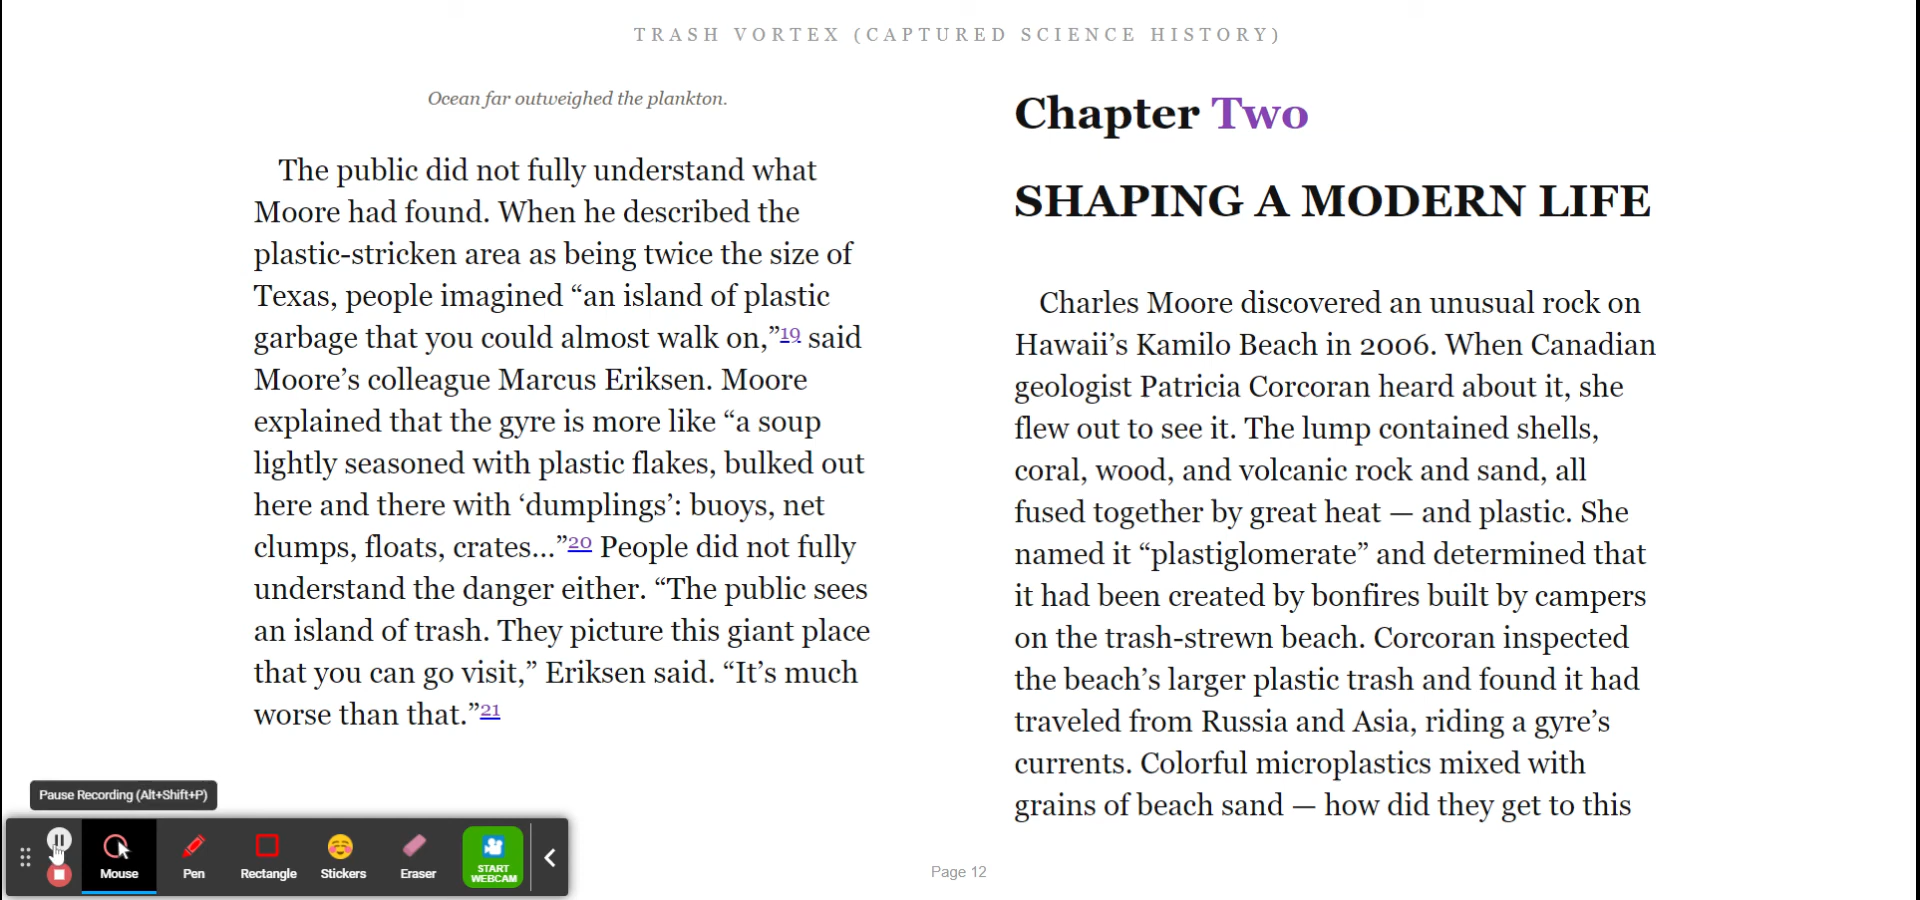 TRASH VORTEX (CAPTURED SCIENCE HISTORY)
Ocean far outweighed the plankton.
The public did not fully understand what
Moore had found. When he described the
plastic-stricken area as being twice the size of
Texas, people imagined “an island of plastic
garbage that you could almost walk on,”19 said
Moore’s colleague Marcus Eriksen. Moore
explained that the gyre is more like “a soup
lightly seasoned with plastic flakes, bulked out
here and there with ‘dumplings’: buoys, net
clumps, floats, crates...”20 People did not fully
understand the danger either. “The public sees
an island of trash. They picture this giant place
that you can go visit,” Eriksen said. “It’s much
worse than that.”21
Chapter Two
SHAPING A MODERN LIFE
Charles Moore discovered an unusual rock on
Hawaii’s Kamilo Beach in 2006. When Canadian
geologist Patricia Corcoran heard about it, she
flew out to see it. The lump contained shells,
coral, wood, and volcanic rock and sand, all
fused together by great heat — and plastic. She
named it “plastiglomerate” and determined that
it had been created by bonfires built by campers
on the trash-strewn beach. Corcoran inspected
the beach’s larger plastic trash and found it had
traveled from Russia and Asia, riding a gyre’s
currents. Colorful microplastics mixed with
grains of beach sand — how did they get to this
Page 12
Pause Recording (Alt+Shift+P)
Mouse
Pen
Rectangle
Stickers
Eraser
START
WEBCAM